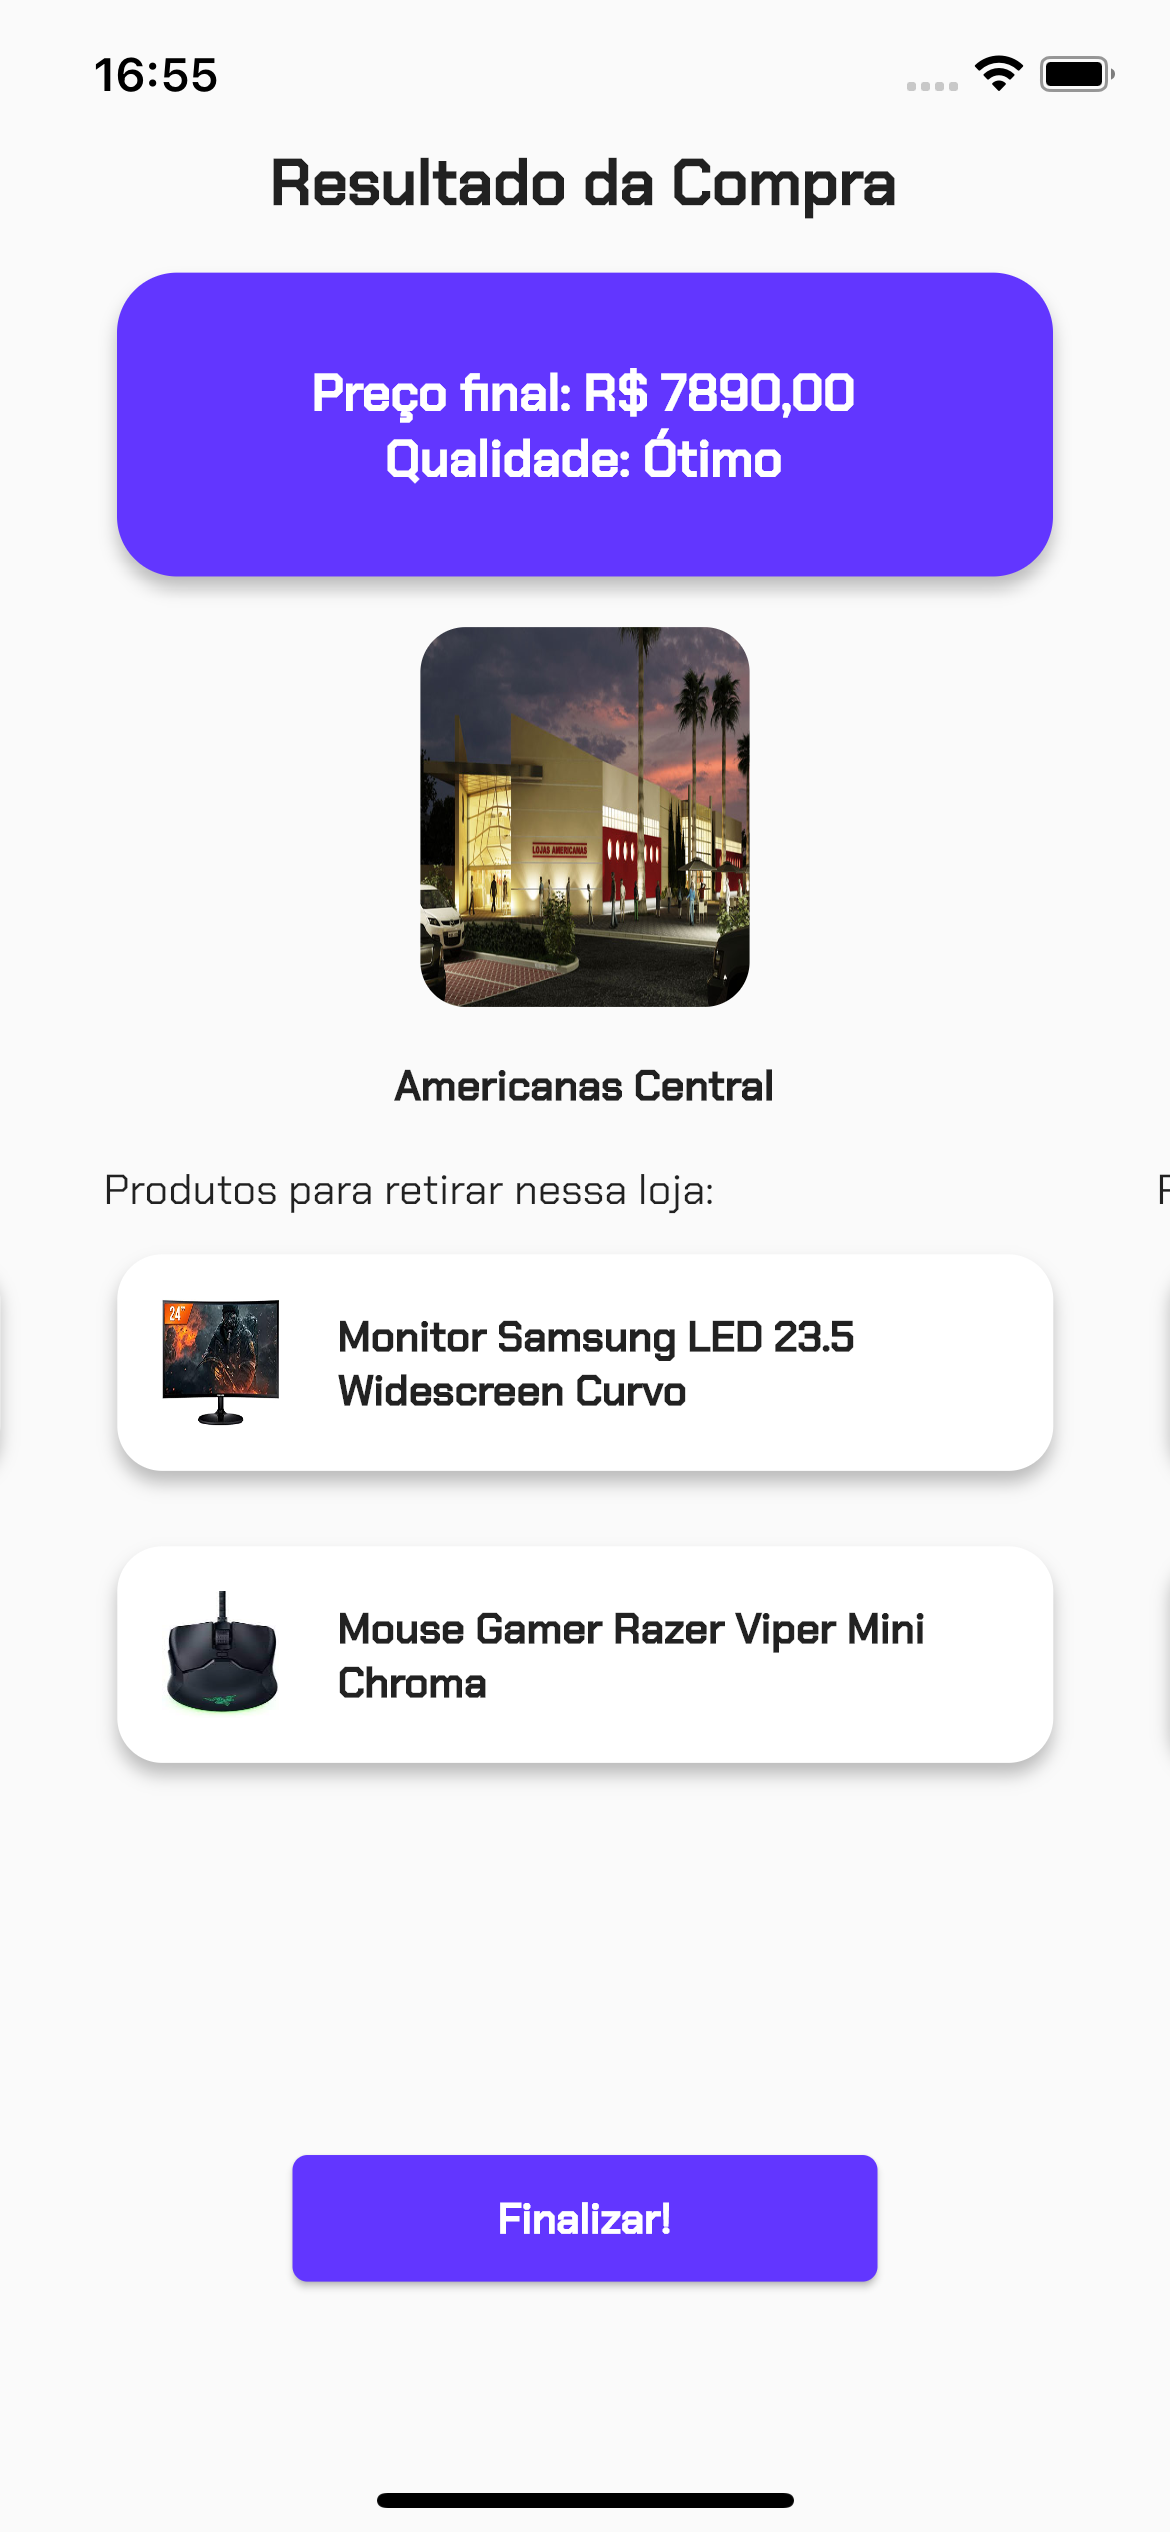 16:55
Resultado da Compra
Preço final: R$ 7890,00
Qualidade: Ótimo
LOJAS AMERICANAS
Americanas Central
Produtos para retirar nessa loja:
P
24"
Monitor Samsung LED 23.5
Widescreen Curvo
Mouse Gamer Razer Viper Mini
Chroma
Finalizar!